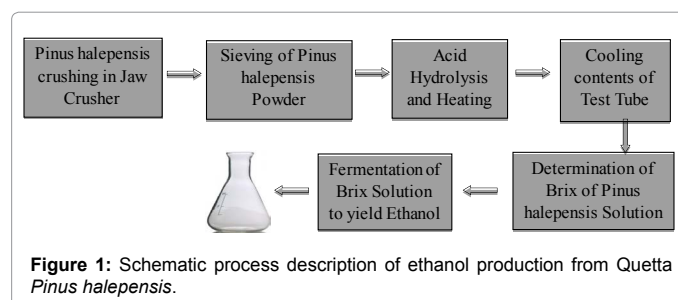 Pinus halepensis
crushing in Jaw
Crusher
Sieving of Pinus
halepensis
Powder
Acid
Hydrolysis
and Heating
Cooling
contents of
Test Tube
Determination of
Brix of Pinus
halepensis Solution
Fermentation of
Brix Solution
to yield Ethanol
Figure 1: Schematic process description of ethanol production from Quetta
Pinus halepensis.